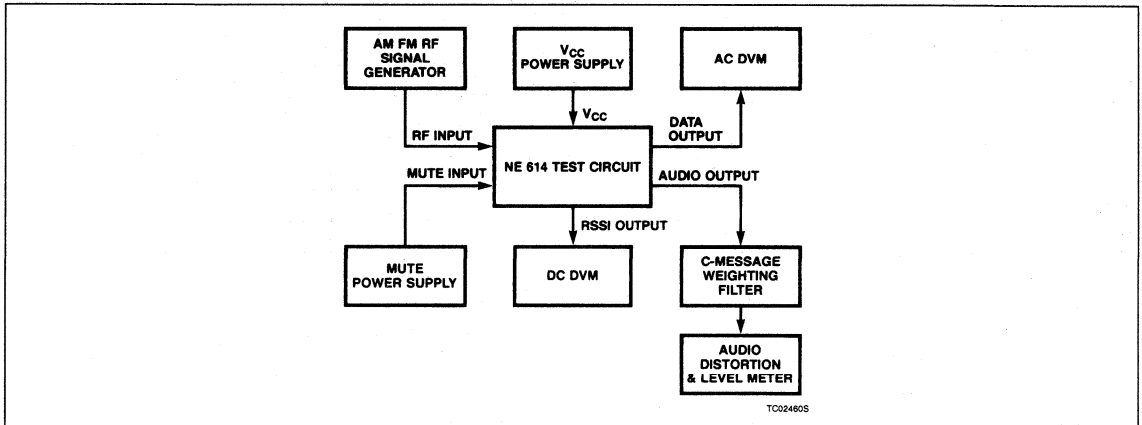 AM FM RF
SIGNAL
GENERATOR
VCC
POWER SUPPLY
AC DVM
VCC
DATA
OUTPUT
RF INPUT
NE 614 TEST CIRCUIT
MUTE INPUT
AUDIO OUTPUT
RSSI OUTPUT
MUTE
POWER SUPPLY
DC DVM
C-MESSAGE
WEIGHTING
FILTER
AUDIO
DISTORTION
& LEVEL METER
TC02460S